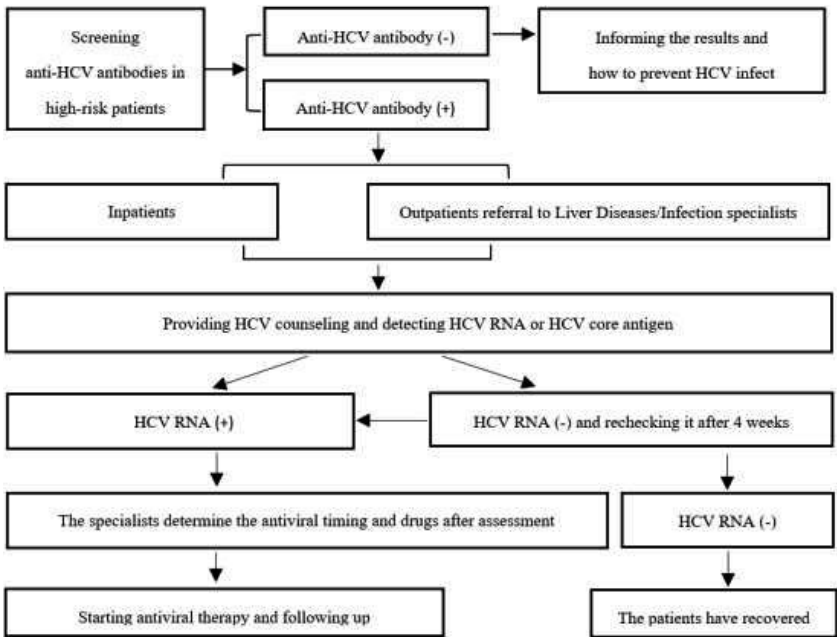 Screening
anti-HCV antibodies in
high-risk patients
Anti-HCV antibody (-)
Informing the results and
how to prevent HCV infect
Anti-HCV antibody (+)
Inpatients
Outpatients referral to Liver Diseases/Infection specialists
Providing HCV counseling and detecting HCV RNA or HCV core antigen
HCV RNA (+)
HCV RNA (-) and rechecking it after 4 weeks
The specialists determine the antiviral timing and drugs after assessment
HCV RNA (-)
Starting antiviral therapy and following up
The patients have recovered